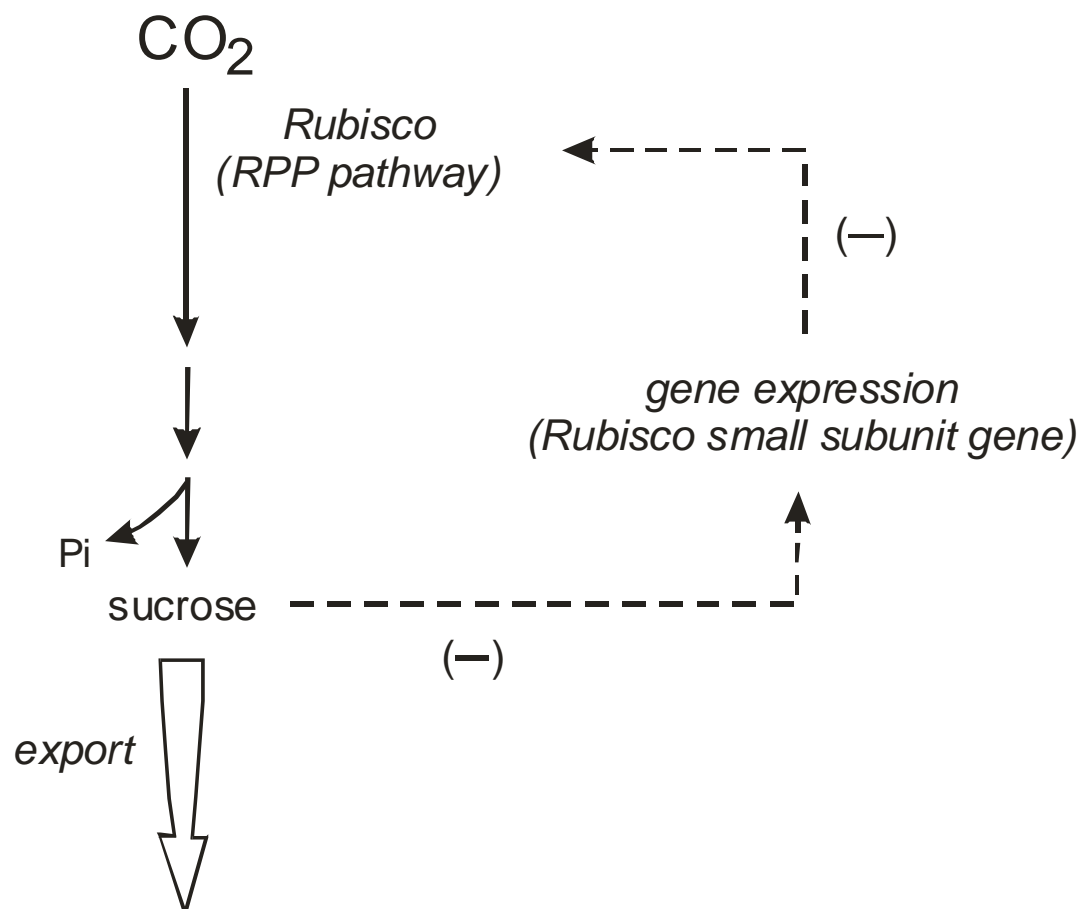 CO₂
Rubisco
(RPP pathway)
(—)
gene expression
(Rubisco small subunit gene)
Pi
sucrose
(—)
export